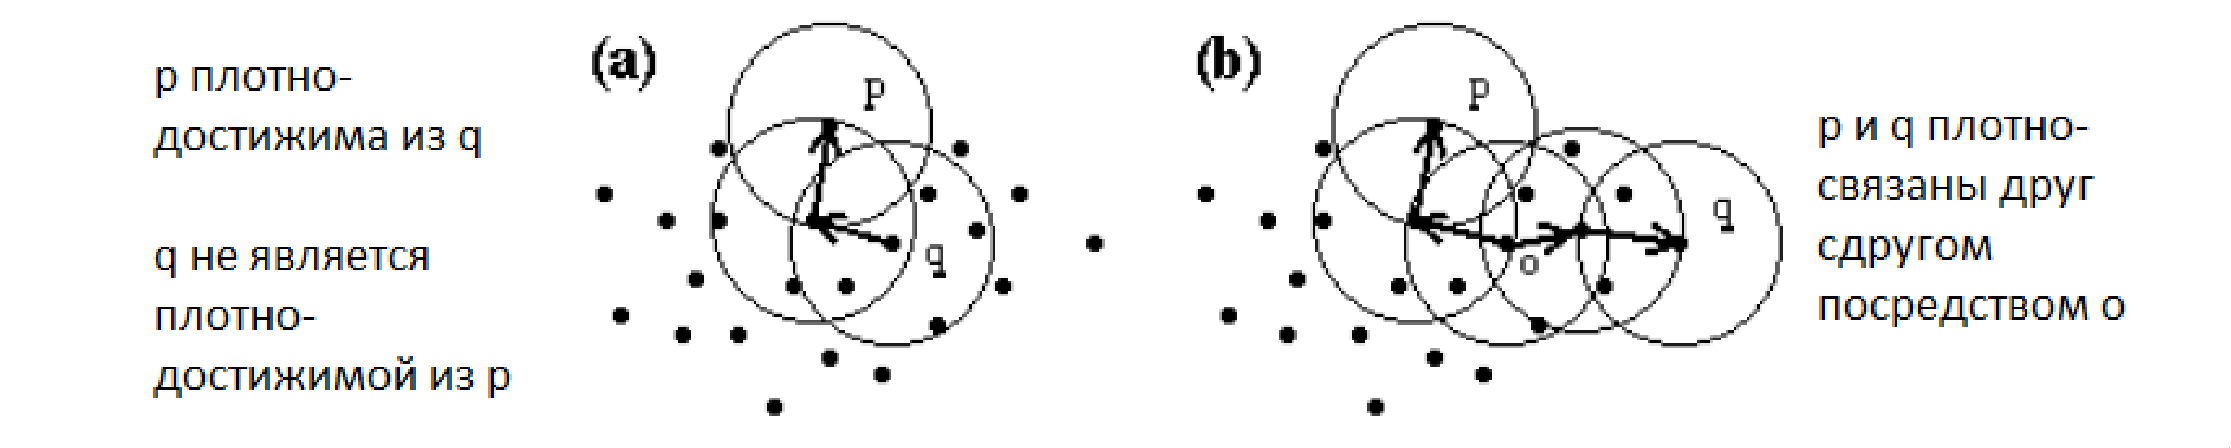 p плотно-
достижима из q
q не является
плотно-
достижимой из p
(a)
p
q
(b)
p
q
o
p и q плотно-
связаны друг
сдругом
посредством o